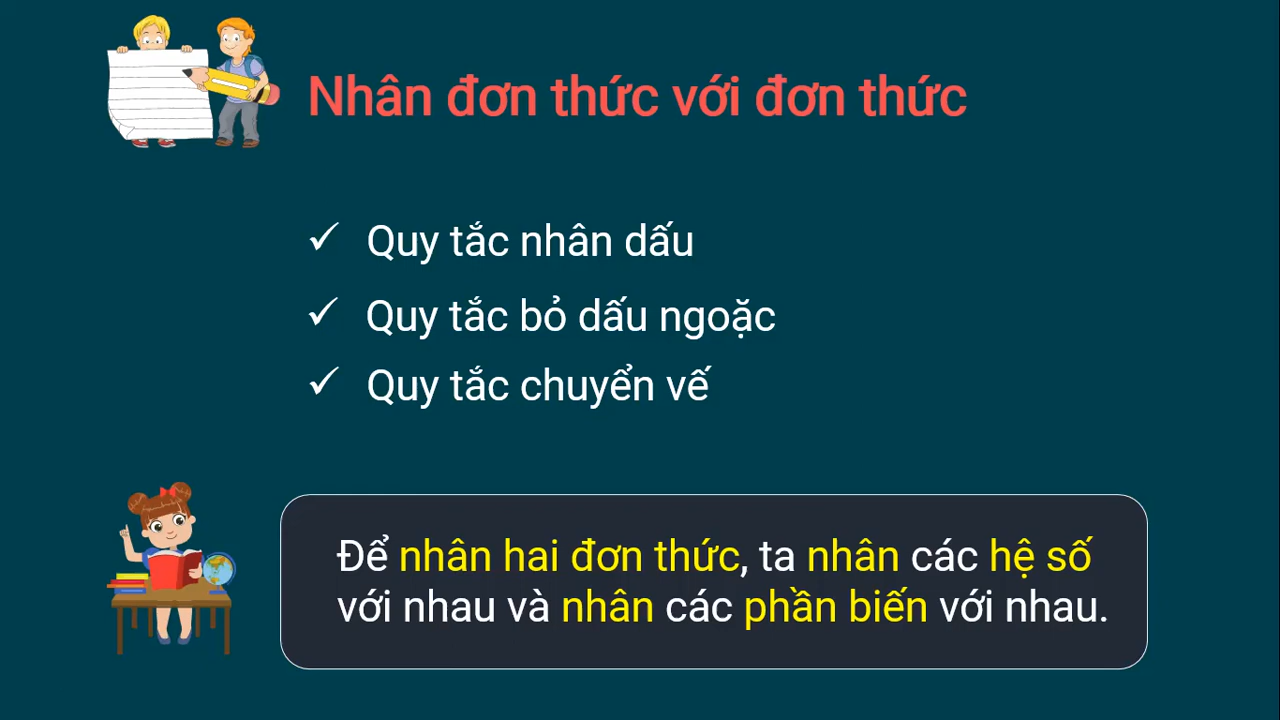 Nhân đơn thức với đơn thức
✓ Quy tắc nhân dấu
✓ Quy tắc bỏ dấu ngoặc
✓ Quy tắc chuyển vế
Để nhân hai đơn thức, ta nhân các hệ số
với nhau và nhân các phần biến với nhau.